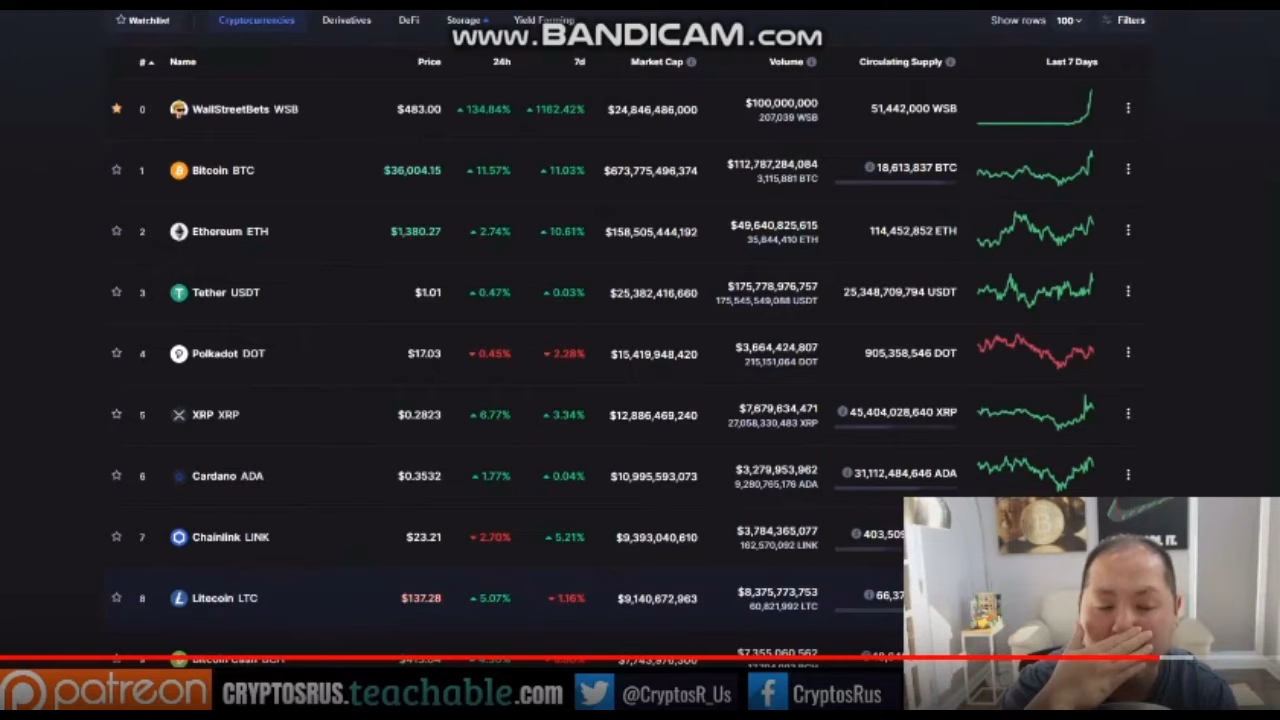 Watchlist Cryptocurrencies Derivatives DeFi Storage Yield Farming Show rows 100 Filters
www.BANDICAM.com
# Name Price 24h 7d Market Cap Volume Circulating Supply Last 7 Days
0 WallStreetBets WSB $483.00 134.84% 1162.42% $24,846,486,000 $100,000,000 51,442,000 WSB
207,039 WSB
1 Bitcoin BTC $36,004.15 11.57% 11.03% $673,775,496,374 $112,787,284,084 18,613,837 BTC
3,115,881 BTC
2 Ethereum ETH $1,380.27 2.74% 10.61% $158,505,444,192 $49,640,825,615 114,452,852 ETH
35,844,410 ETH
3 Tether USDT $1.01 0.47% 0.03% $25,382,416,660 $175,778,976,757 25,348,709,794 USDT
175,545,549,088 USDT
4 Polkadot DOT $17.03 0.45% 2.28% $15,419,948,420 $3,664,424,807 905,358,546 DOT
215,151,064 DOT
5 XRP XRP $0.2823 6.77% 3.34% $12,886,469,240 $7,679,634,471 45,404,028,640 XRP
27,058,330,483 XRP
6 Cardano ADA $0.3532 1.77% 0.04% $10,995,593,073 $3,279,953,962 31,112,484,646 ADA
9,280,765,176 ADA
7 Chainlink LINK $23.21 2.70% 5.21% $9,393,040,610 $3,784,365,077 403,509
162,570,092 LINK
8 Litecoin LTC $137.28 5.07% 1.16% $9,140,672,963 $8,375,773,753 66,37
60,821,992 LTC
Bitcoin Cash BCH
patreon CRYPTOSRUS.teachable.com @CryptosR_Us CryptosRus